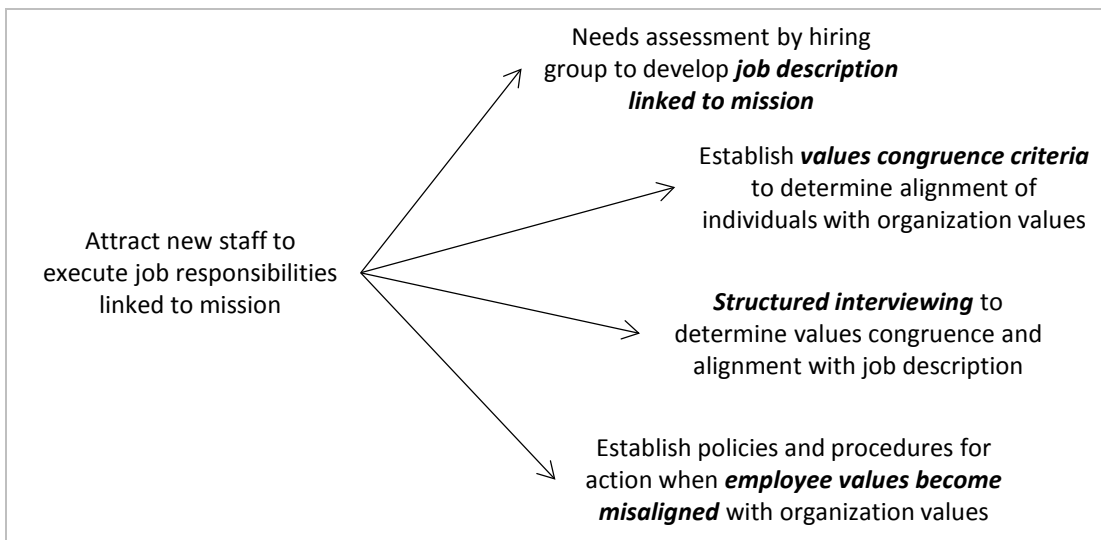 Needs assessment by hiring
group to develop job description
linked to mission
Establish values congruence criteria
to determine alignment of
individuals with organization values
Attract new staff to
execute job responsibilities
linked to mission
Structured interviewing to
determine values congruence and
alignment with job description
Establish policies and procedures for
action when employee values become
misaligned with organization values